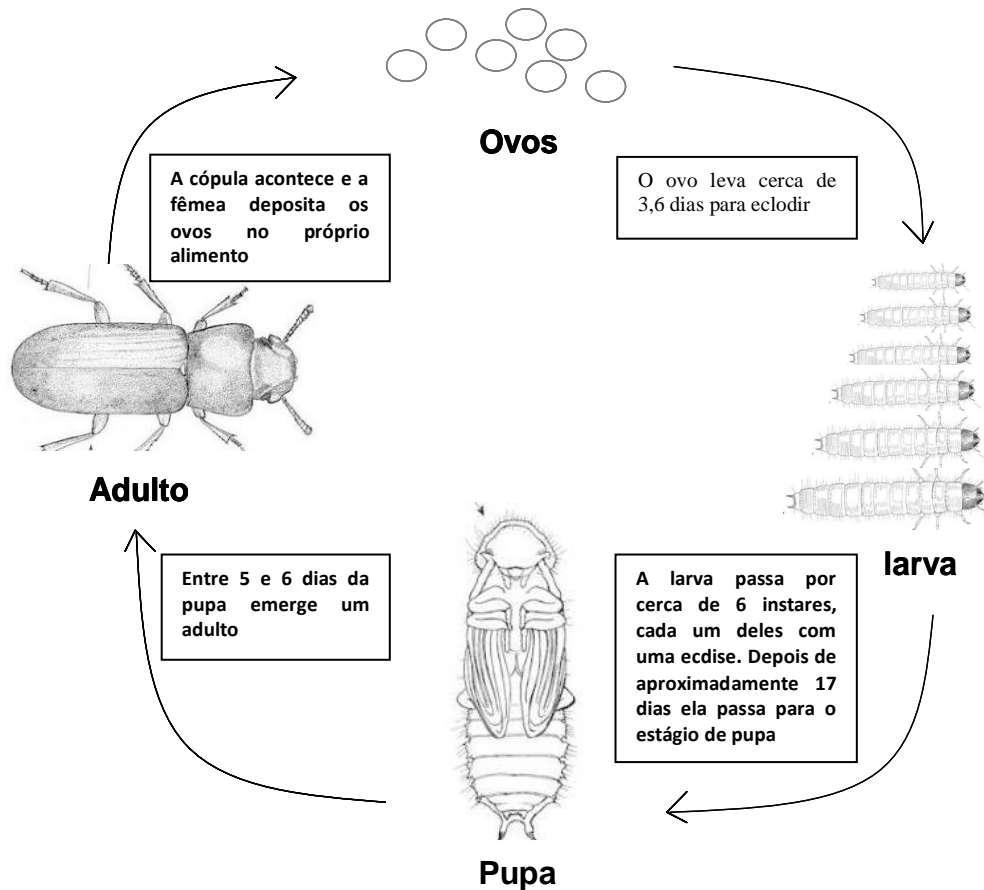 Ovos
A cópula acontece e a
fêmea deposita os
ovos no próprio
alimento
O ovo leva cerca de
3,6 dias para eclodir
Adulto
larva
Entre 5 e 6 dias da
pupa emerge um
adulto
A larva passa por
cerca de 6 instares,
cada um deles com
uma ecdise. Depois de
aproximadamente 17
dias ela passa para o
estágio de pupa
Pupa